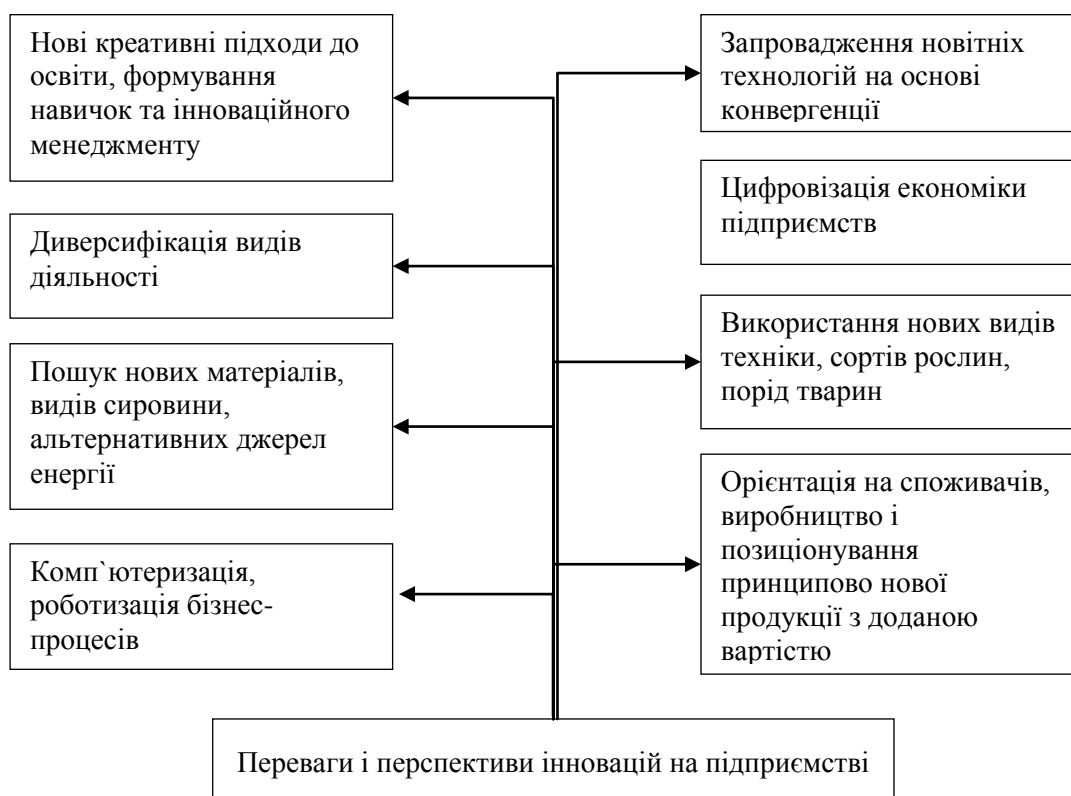 Нові креативні підходи до
освіти, формування
навичок та інноваційного
менеджменту
Диверсифікація видів
діяльності
Пошук нових матеріалів,
видів сировини,
альтернативних джерел
енергії
Комп`ютеризація,
роботизація бізнес-
процесів
Запровадження новітніх
технологій на основі
конвергенції
Цифровізація економіки
підприємств
Використання нових видів
техніки, сортів рослин,
порід тварин
Орієнтація на споживачів,
виробництво і
позиціонування
принципово нової
продукції з доданою
вартістю
Переваги і перспективи інновацій на підприємстві